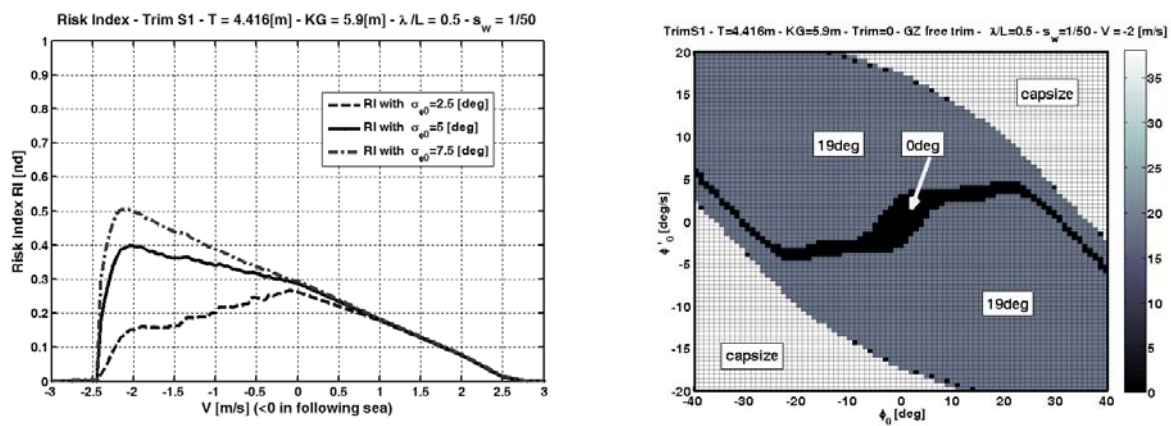 Risk Index - Trim S1 - T = 4.416[m] - KG = 5.9[m] - λ /L = 0.5 - s_w = 1/50
1
0.9
0.8
0.7
0.6
0.5
0.4
0.3
0.2
0.1
0
Risk Index RI [nd]
RI with σ_ϕ0=2.5 [deg]
RI with σ_ϕ0=5 [deg]
RI with σ_ϕ0=7.5 [deg]
-3 -2.5 -2 -1.5 -1 -0.5 0 0.5 1 1.5 2 2.5 3
V [m/s] (<0 in following sea)
TrimS1 - T=4.416m - KG=5.9m - Trim=0 - GZ free trim - λ/L=0.5 - s_w=1/50 - V = -2 [m/s]
20
15
10
5
0
-5
-10
-15
-20
ϕ'_0 [deg/s]
capsize
19deg
0deg
19deg
capsize
-40 -30 -20 -10 0 10 20 30 40
ϕ_0 [deg]
35
30
25
20
15
10
5
0